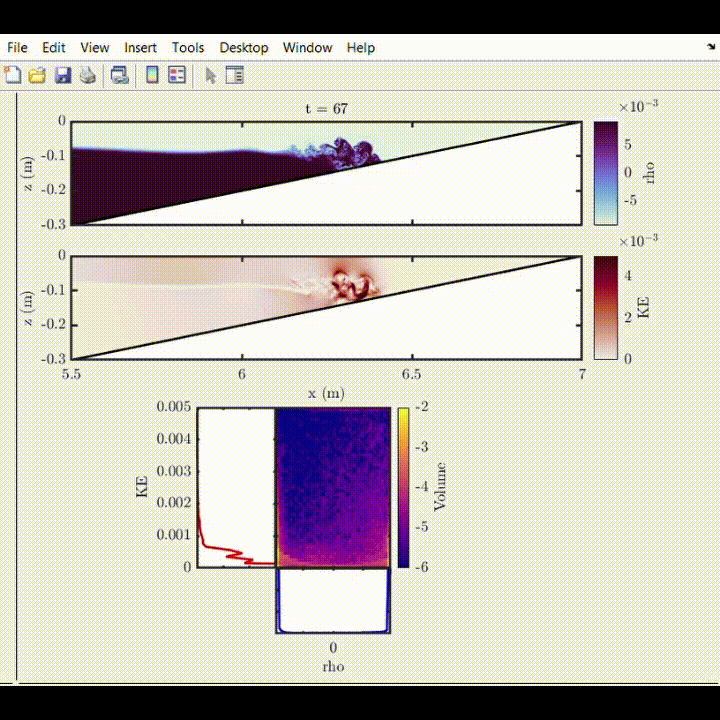 File Edit View Insert Tools Desktop Window Help
t = 67
×10⁻³
0
-0.1
-0.2
-0.3
z (m)
5
0
-5
rho
×10⁻³
0
-0.1
-0.2
-0.3
z (m)
4
2
0
KE
5.5 6 6.5 7
x (m)
0.005
0.004
0.003
0.002
0.001
0
KE
-2
-3
-4
-5
-6
Volume
0
rho